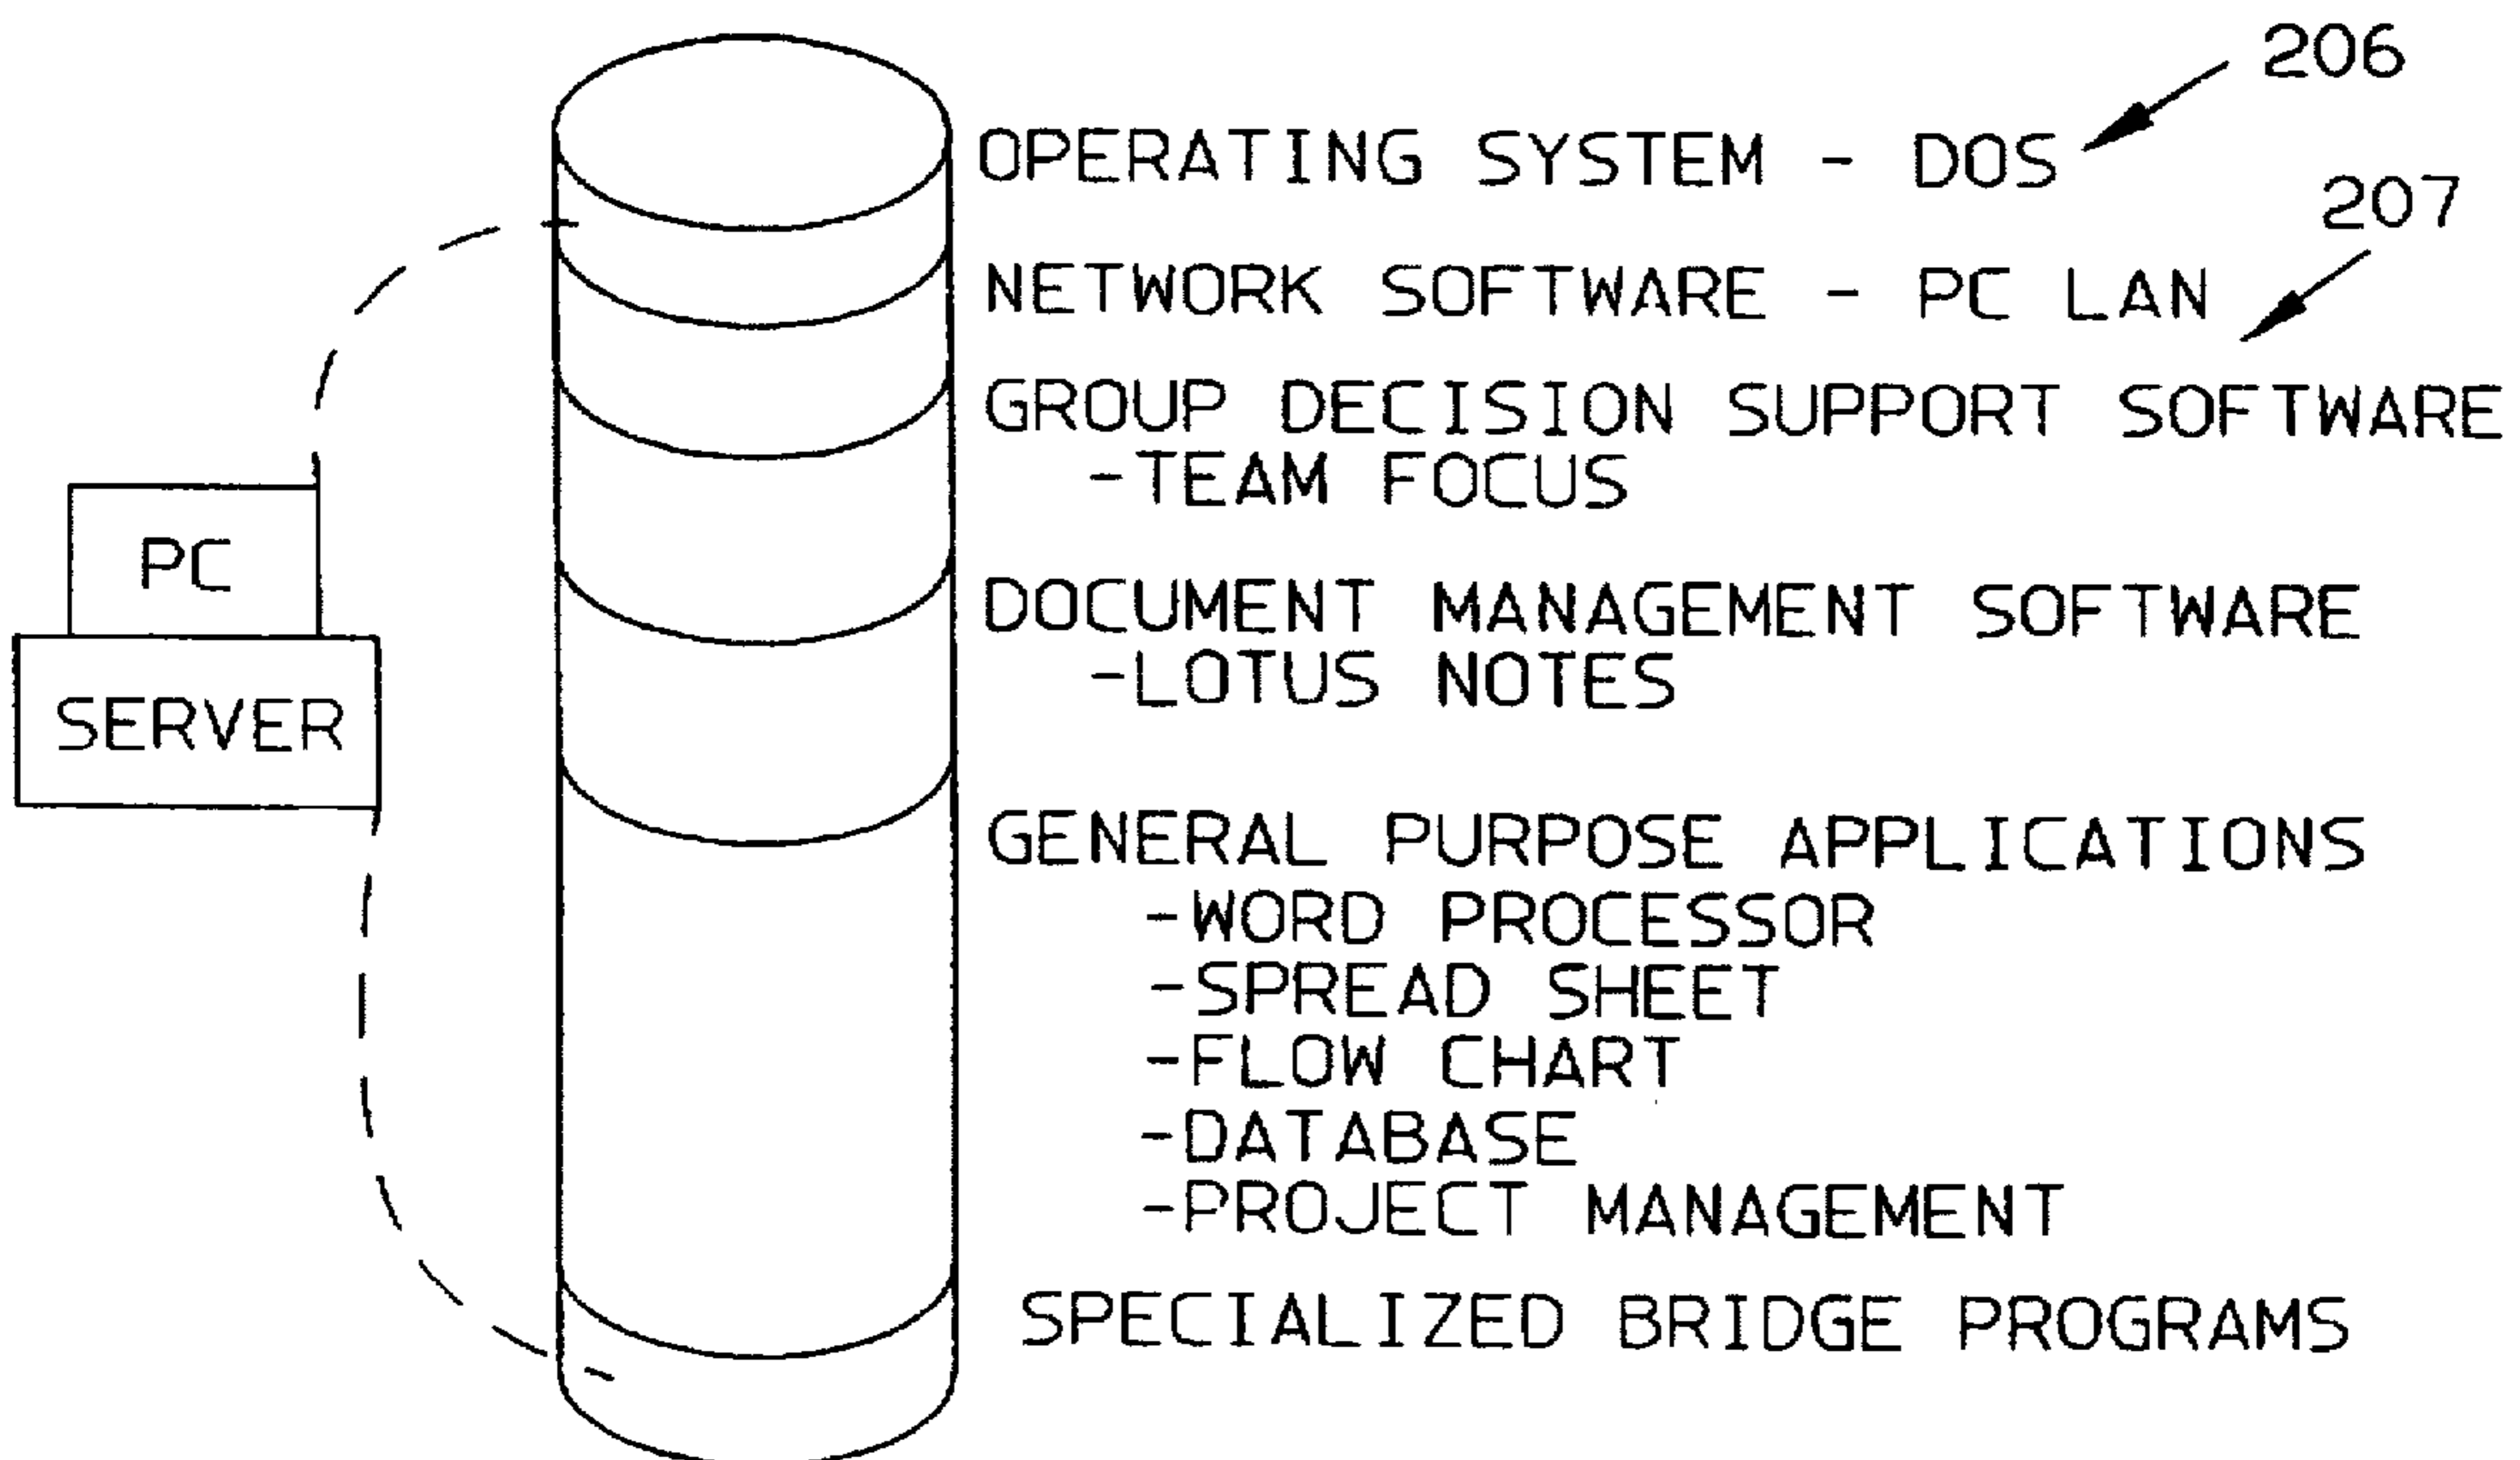 206
OPERATING SYSTEM - DOS
207
NETWORK SOFTWARE - PC LAN
GROUP DECISION SUPPORT SOFTWARE
-TEAM FOCUS
PC
DOCUMENT MANAGEMENT SOFTWARE
-LOTUS NOTES
SERVER
GENERAL PURPOSE APPLICATIONS
-WORD PROCESSOR
-SPREAD SHEET
-FLOW CHART
-DATABASE
-PROJECT MANAGEMENT
SPECIALIZED BRIDGE PROGRAMS